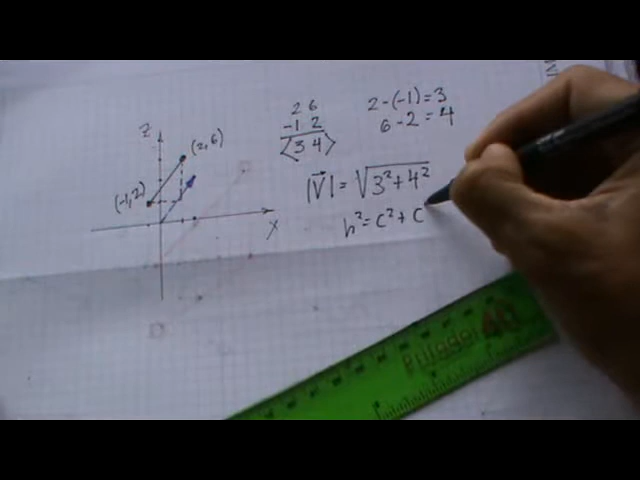 2 6
-1 2
⟨3 4⟩
2-(-1)=3
6-2=4
Z
(2,6)
(-1,2)
X
|V⃗|=√3²+4²
h²=c²+c